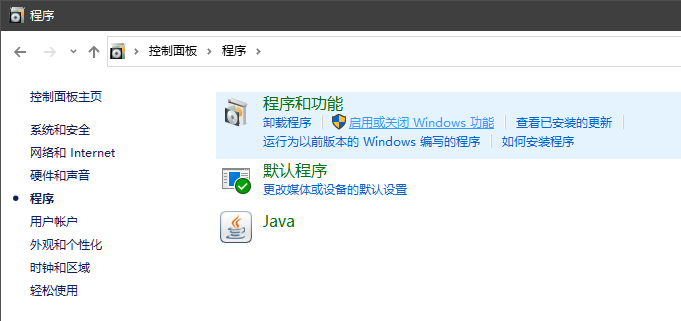 程序
控制面板 程序
控制面板主页
系统和安全
网络和 Internet
硬件和声音
程序
用户帐户
外观和个性化
时钟和区域
轻松使用
程序和功能
卸载程序 启用或关闭 Windows 功能 查看已安装的更新
运行为以前版本的 Windows 编写的程序 如何安装程序
默认程序
更改媒体或设备的默认设置
Java